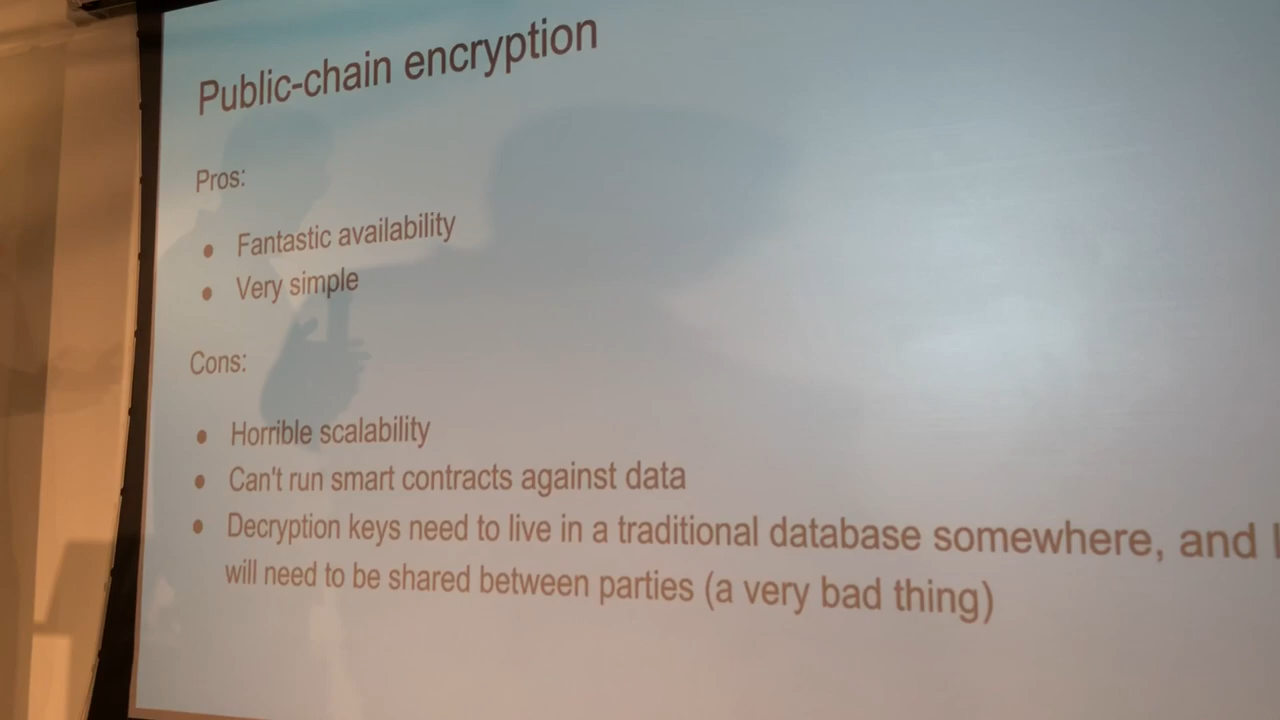 Public-chain encryption
Pros:
● Fantastic availability
● Very simple
Cons:
● Horrible scalability
● Can't run smart contracts against data
● Decryption keys need to live in a traditional database somewhere, and
will need to be shared between parties (a very bad thing)